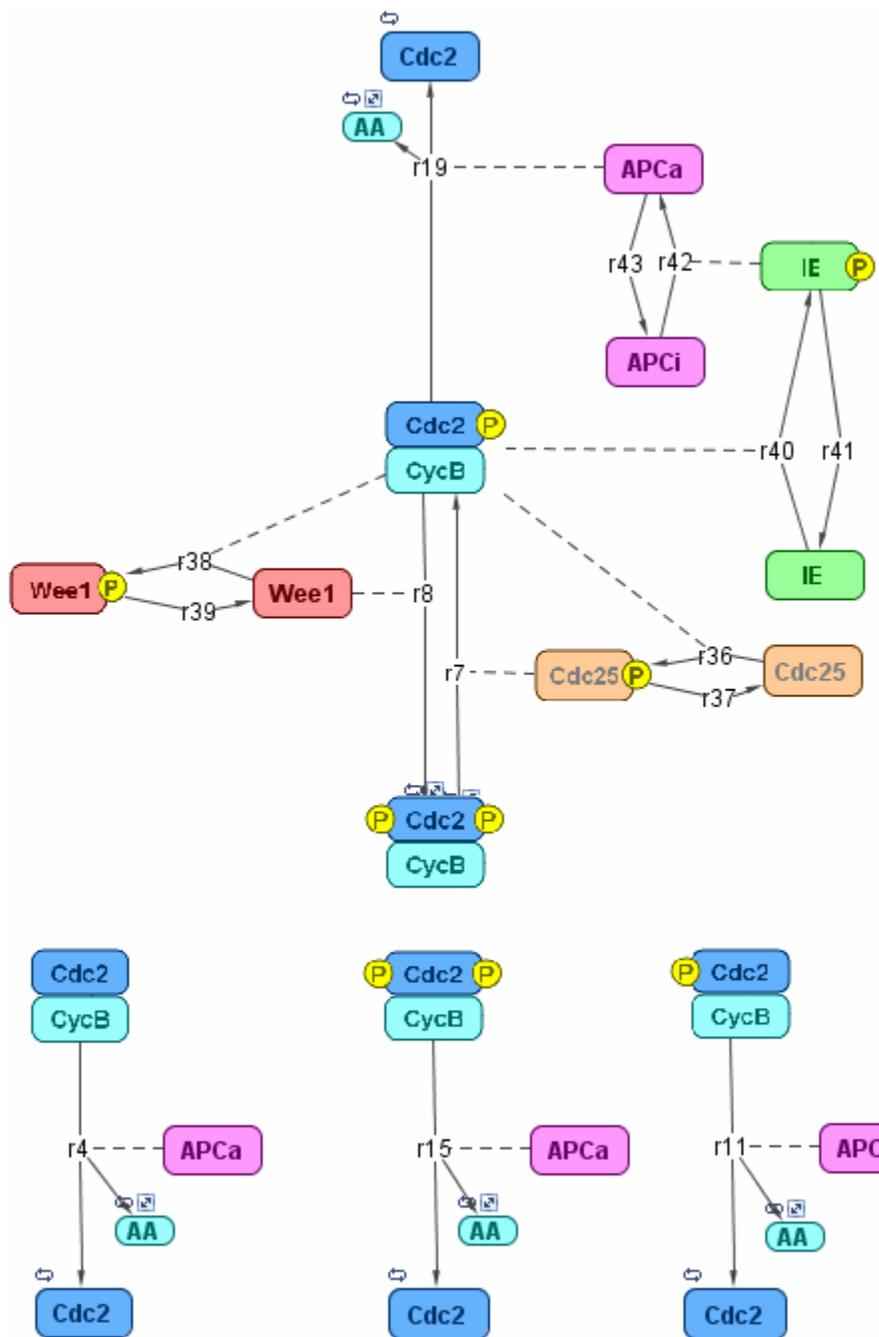 Cdc2
AA
r19
APCa
r43
r42
IE
P
APCi
Cdc2
P
CycB
r40
r41
r38
Wee1
P
Wee1
r8
IE
r39
r36
r7
Cdc25
P
Cdc25
r37
P
Cdc2
P
CycB
Cdc2
P
Cdc2
P
P
Cdc2
CycB
CycB
CycB
r4
APCa
r15
APCa
r11
APC
AA
AA
AA
Cdc2
Cdc2
Cdc2